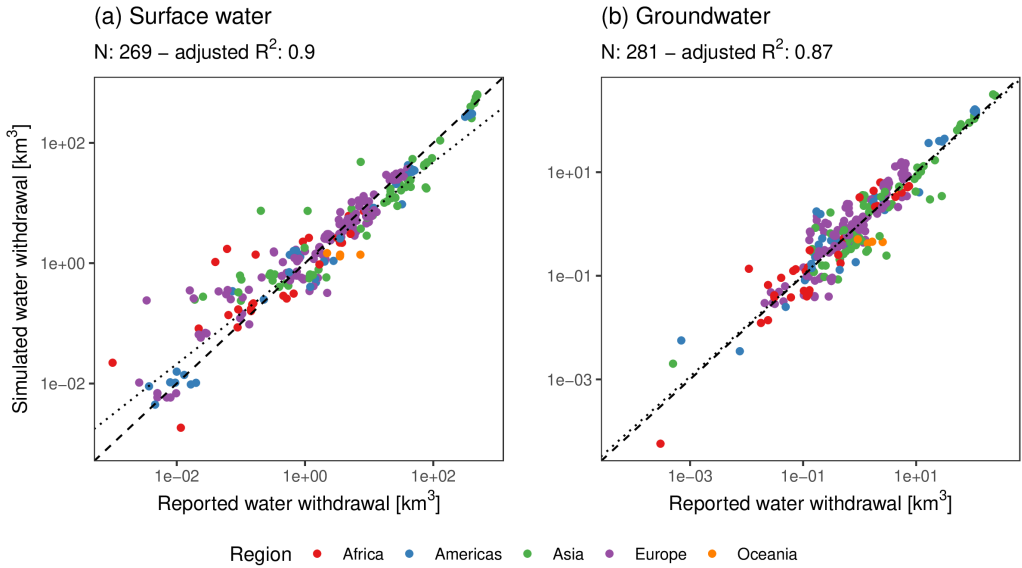 (a) Surface water
N: 269 − adjusted R²: 0.9
Simulated water withdrawal [km³]
1e+02
1e+00
1e−02
1e−02 1e+00 1e+02
Reported water withdrawal [km³]
(b) Groundwater
N: 281 − adjusted R²: 0.87
1e+01
1e−01
1e−03
1e−03 1e−01 1e+01
Reported water withdrawal [km³]
Region Africa Americas Asia Europe Oceania